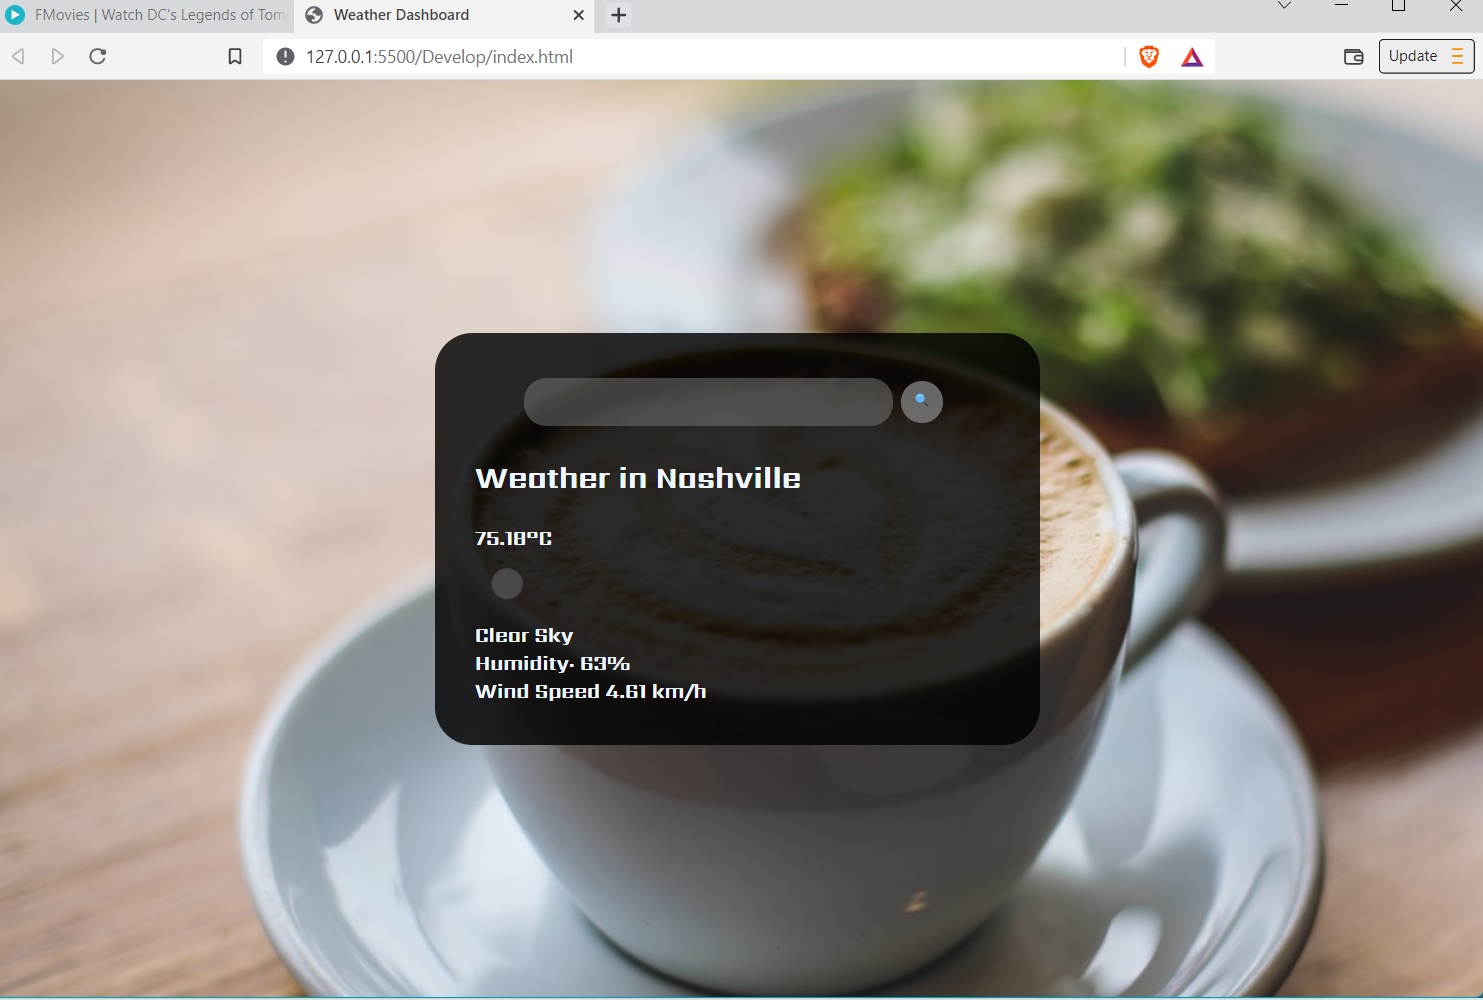 FMovies | Watch DC's Legends of Tom
Weather Dashboard
127.0.0.1:5500/Develop/index.html
Update
Weather in Nashville
75.18°C
Clear Sky
Humidity: 63%
Wind Speed 4.61 km/h